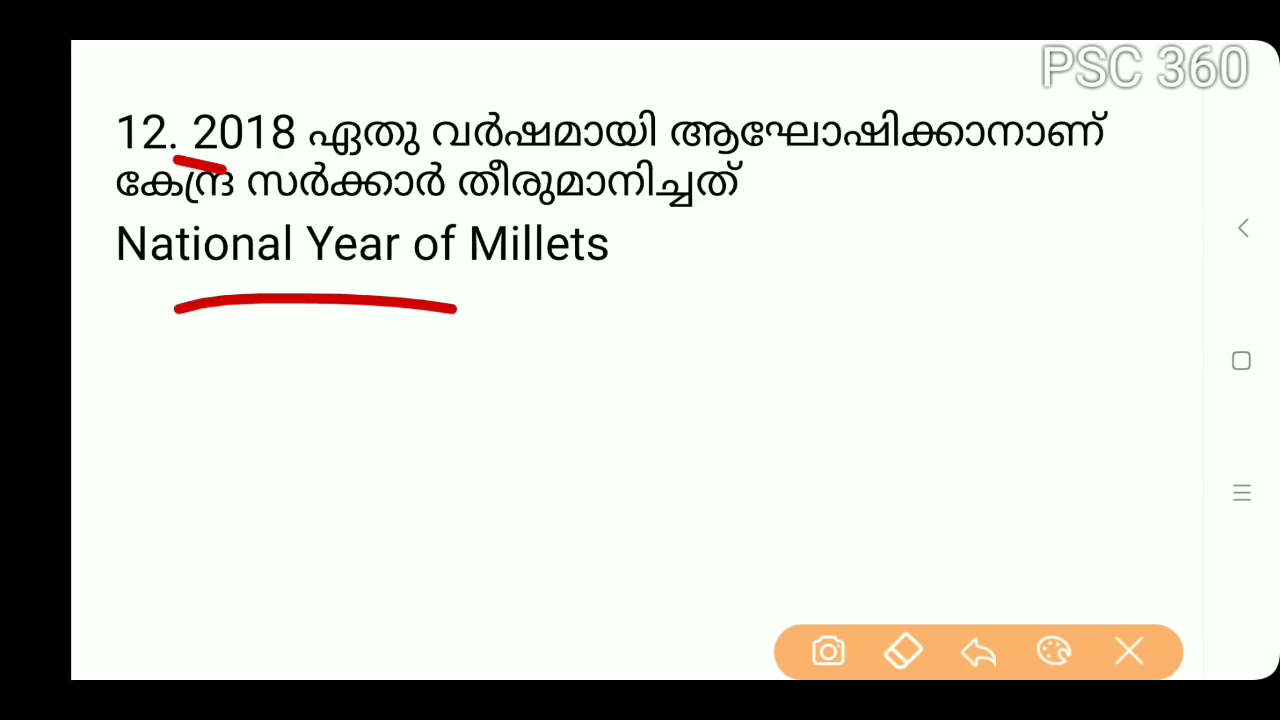 PSC 360
12. 2018 ഏതു വർഷമായി ആഘോഷിക്കാനാണ്
കേന്ദ്ര സർക്കാർ തീരുമാനിച്ചത്
National Year of Millets